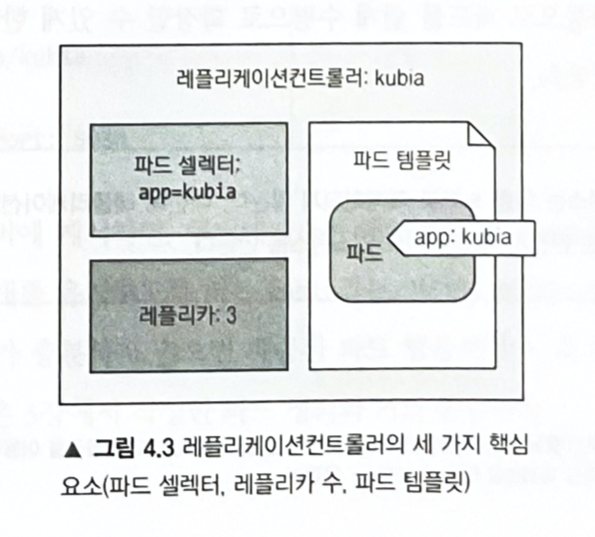 레플리케이션컨트롤러: kubia
파드 셀렉터:
app=kubia
레플리카: 3
파드 템플릿
파드
app: kubia
▲ 그림 4.3 레플리케이션컨트롤러의 세 가지 핵심
요소(파드 셀렉터, 레플리카 수, 파드 템플릿)